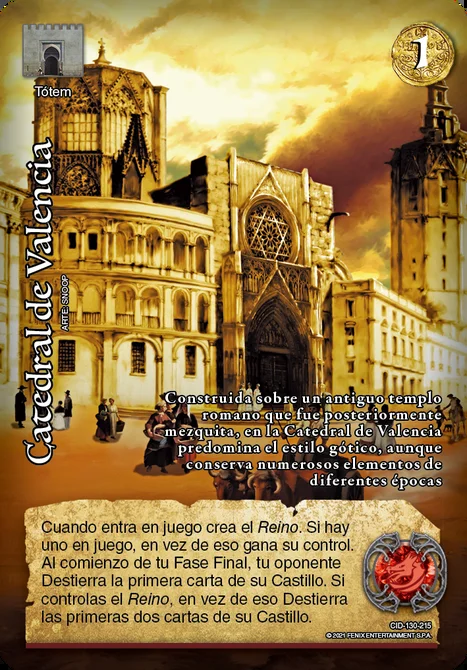 1
Tótem
Catedral de Valencia
ARTE: SNOOP
Construida sobre un antiguo templo
romano que fue posteriormente
mezquita, en la Catedral de Valencia
predomina el estilo gótico, aunque
conserva numerosos elementos de
diferentes épocas
Cuando entra en juego crea el Reino. Si hay
uno en juego, en vez de eso gana su control.
Al comienzo de tu Fase Final, tu oponente
Destierra la primera carta de su Castillo. Si
controlas el Reino, en vez de eso Destierra
las primeras dos cartas de su Castillo.
CID-130-215
© 2021 FENIX ENTERTAINMENT S.P.A.